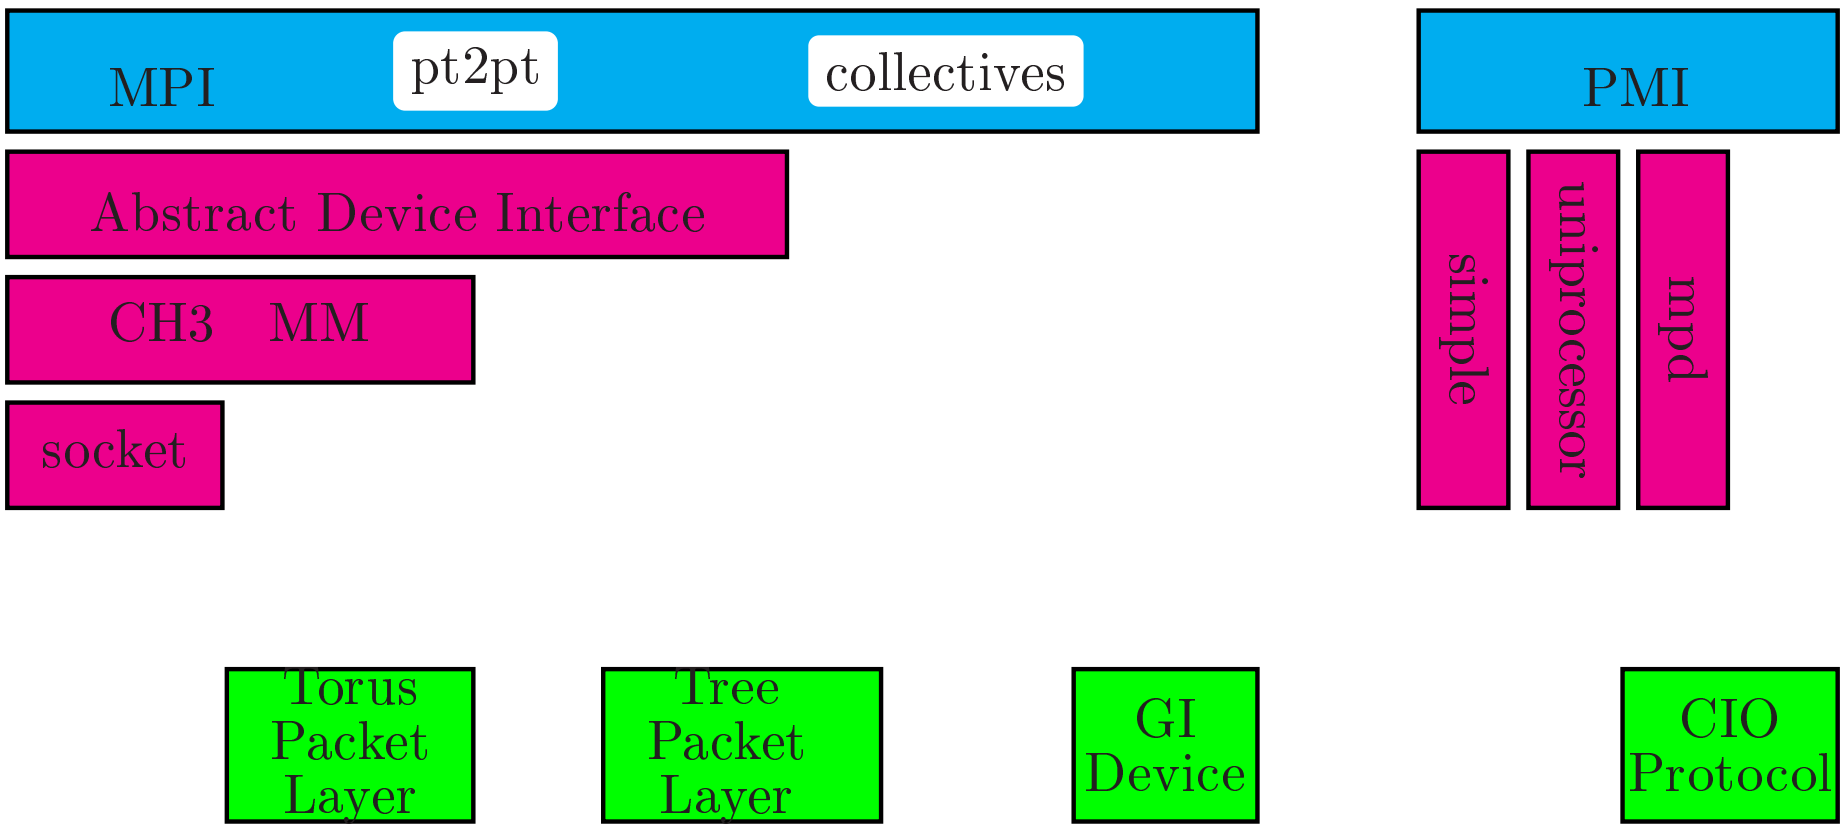 MPI pt2pt collectives PMI
Abstract Device Interface
CH3 MM
socket
simple
uniprocessor
mpd
Torus
Packet
Layer
Tree
Packet
Layer
GI
Device
CIO
Protocol